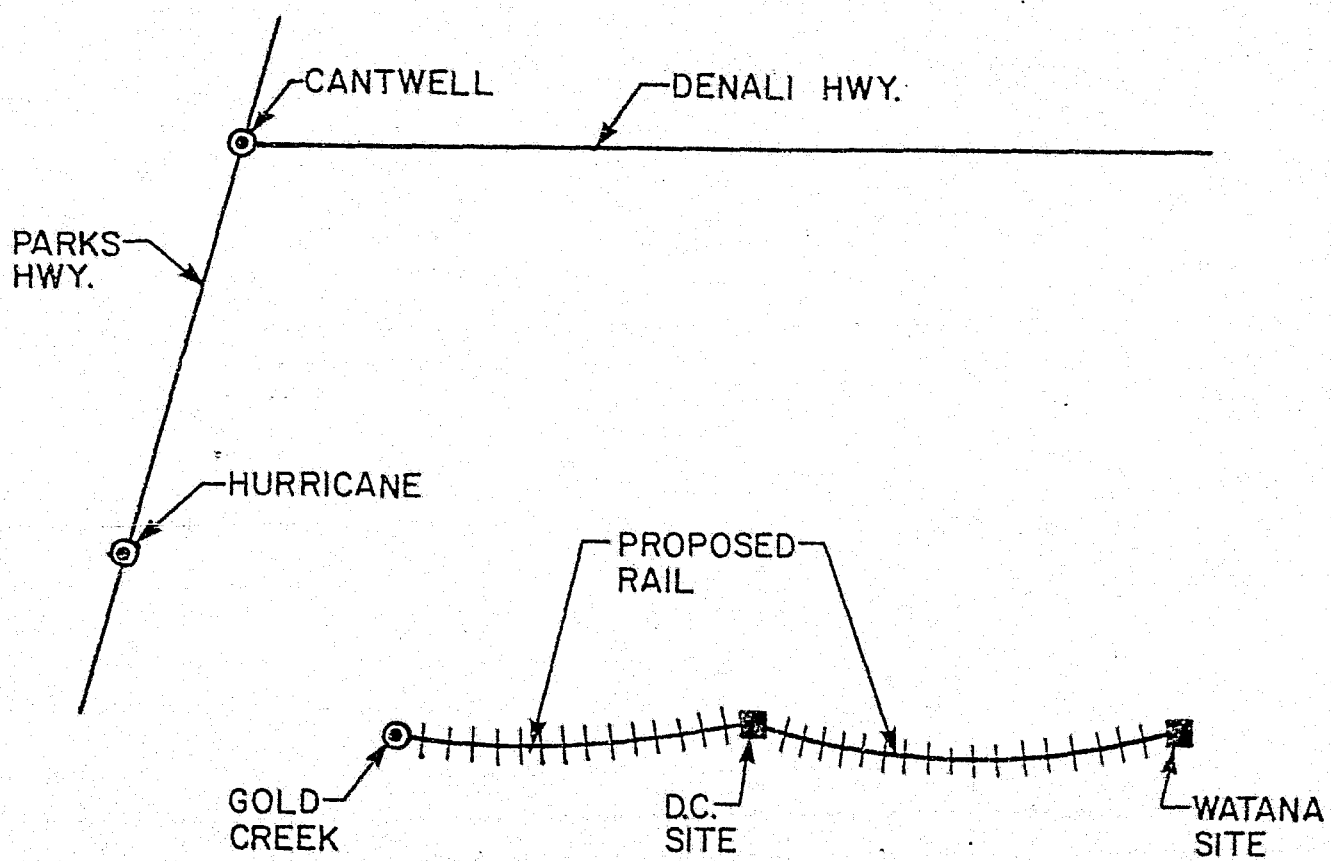 CANTWELL
DENALI HWY.
PARKS
HWY.
HURRICANE
PROPOSED
RAIL
GOLD
CREEK
D.C.
SITE
WATANA
SITE